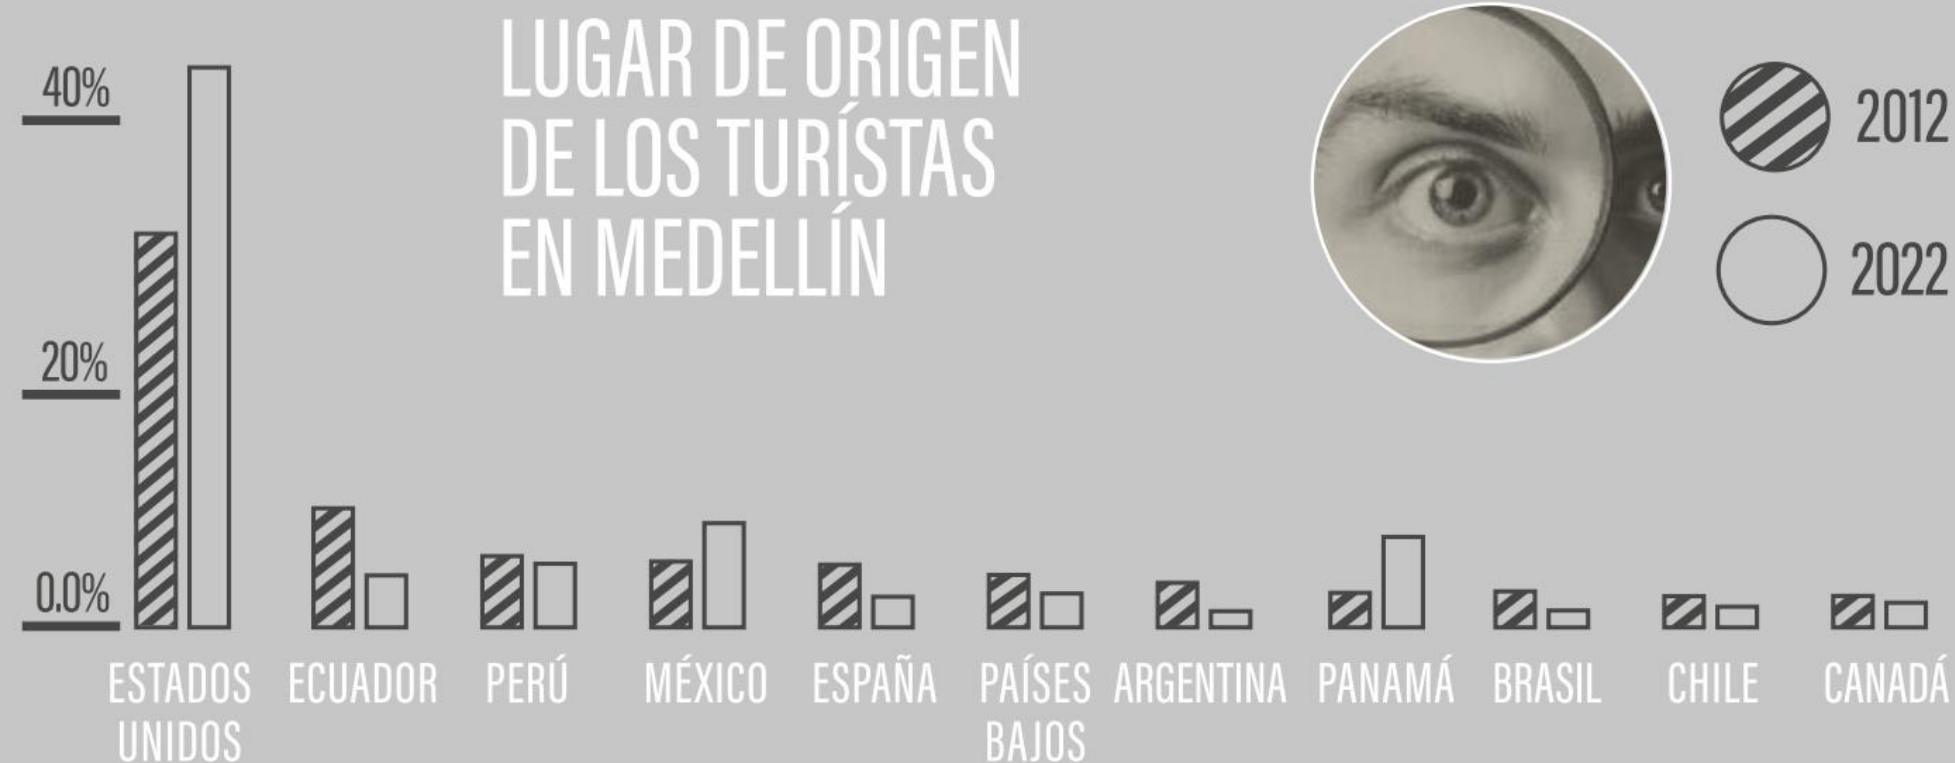 LUGAR DE ORIGEN
DE LOS TURÍSTAS
EN MEDELLÍN
2012
2022
40%
20%
0.0%
ESTADOS
UNIDOS
ECUADOR
PERÚ
MÉXICO
ESPAÑA
PAÍSES
BAJOS
ARGENTINA
PANAMÁ
BRASIL
CHILE
CANADÁ